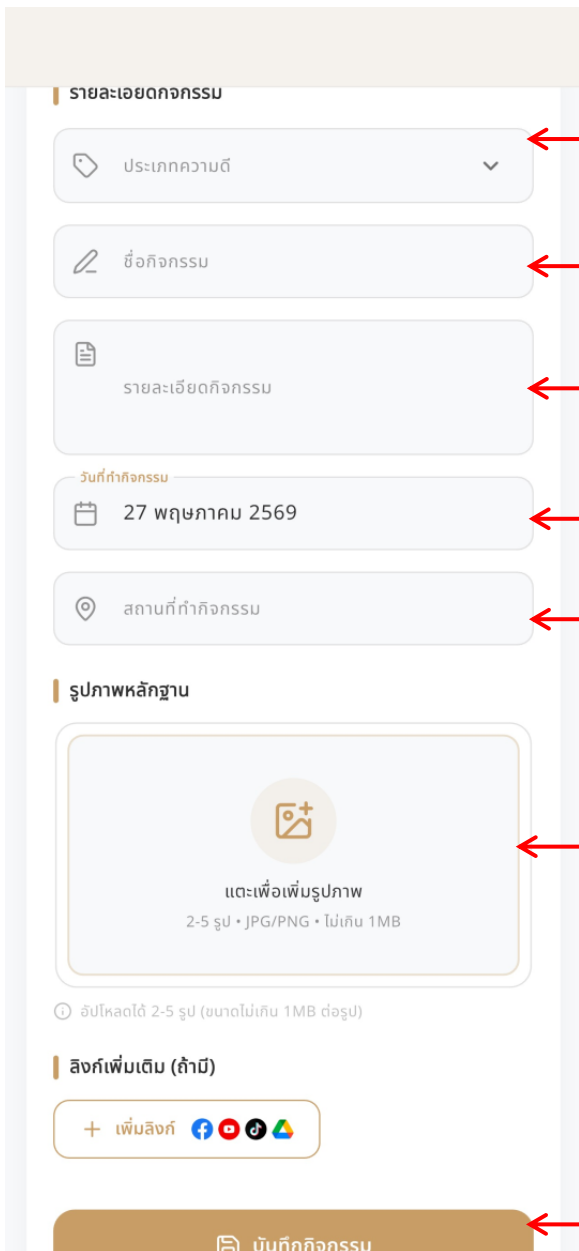 รายละเอียดกิจกรรม
ประเภทความดี
ชื่อกิจกรรม
รายละเอียดกิจกรรม
วันที่ทำกิจกรรม
27 พฤษภาคม 2569
สถานที่ทำกิจกรรม
รูปภาพหลักฐาน
แตะเพื่อเพิ่มรูปภาพ
2-5 รูป • JPG/PNG • ไม่เกิน 1MB
อัปโหลดได้ 2-5 รูป (ขนาดไม่เกิน 1MB ต่อรูป)
ลิงก์เพิ่มเติม (ถ้ามี)
เพิ่มลิงก์
บันทึกกิจกรรม